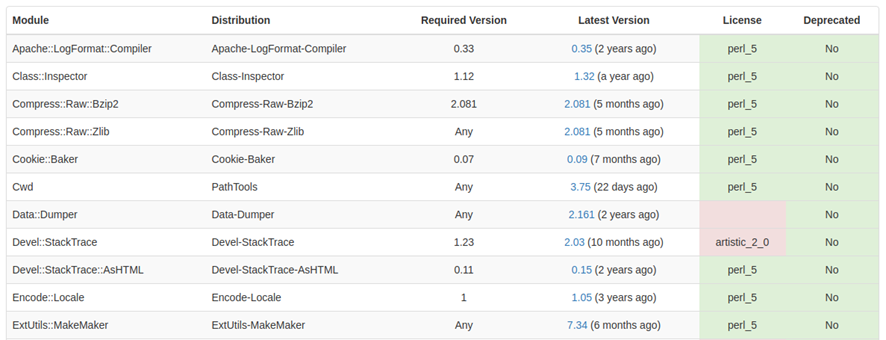 Module Distribution Required Version Latest Version License Deprecated
Apache::LogFormat::Compiler Apache-LogFormat-Compiler 0.33 0.35 (2 years ago) perl_5 No
Class::Inspector Class-Inspector 1.12 1.32 (a year ago) perl_5 No
Compress::Raw::Bzip2 Compress-Raw-Bzip2 2.081 2.081 (5 months ago) perl_5 No
Compress::Raw::Zlib Compress-Raw-Zlib Any 2.081 (5 months ago) perl_5 No
Cookie::Baker Cookie-Baker 0.07 0.09 (7 months ago) perl_5 No
Cwd PathTools Any 3.75 (22 days ago) perl_5 No
Data::Dumper Data-Dumper Any 2.161 (2 years ago) No
Devel::StackTrace Devel-StackTrace 1.23 2.03 (10 months ago) artistic_2_0 No
Devel::StackTrace::AsHTML Devel-StackTrace-AsHTML 0.11 0.15 (2 years ago) perl_5 No
Encode::Locale Encode-Locale 1 1.05 (3 years ago) perl_5 No
ExtUtils::MakeMaker ExtUtils-MakeMaker Any 7.34 (6 months ago) perl_5 No